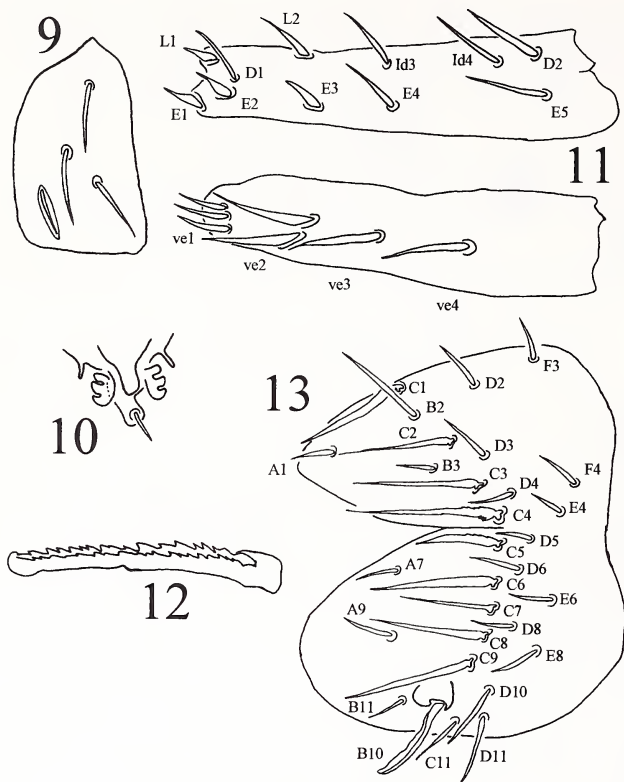 9
L1
L2
D1
Id3
Id4
D2
E1
E2
E3
E4
E5
11
ve1
ve2
ve3
ve4
10
13
C1
B2
D2
F3
A1
C2
B3
D3
C3
D4
F4
E4
C4
12
C5
D5
A7
D6
C6
E6
C7
A9
D8
C8
C9
E8
B11
D10
B10
C11
D11